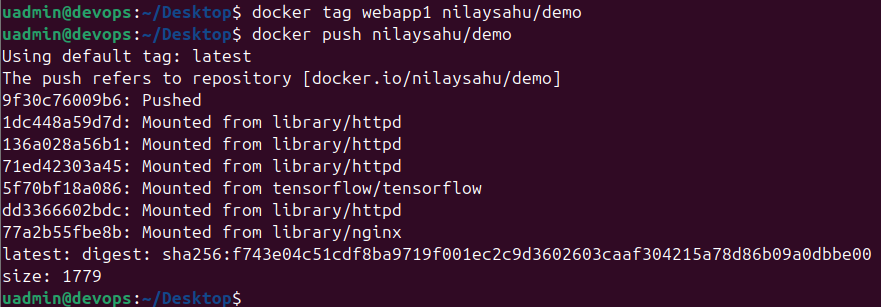 uadmin@devops:~/Desktop$ docker tag webapp1 nilaysahu/demo
uadmin@devops:~/Desktop$ docker push nilaysahu/demo
Using default tag: latest
The push refers to repository [docker.io/nilaysahu/demo]
9f30c76009b6: Pushed
1dc448a59d7d: Mounted from library/httpd
136a028a56b1: Mounted from library/httpd
71ed42303a45: Mounted from library/httpd
5f70bf18a086: Mounted from tensorflow/tensorflow
dd3366602bdc: Mounted from library/httpd
77a2b55fbe8b: Mounted from library/nginx
latest: digest: sha256:f743e04c51cdf8ba9719f001ec2c9d3602603caaf304215a78d86b09a0dbbe00
size: 1779
uadmin@devops:~/Desktop$